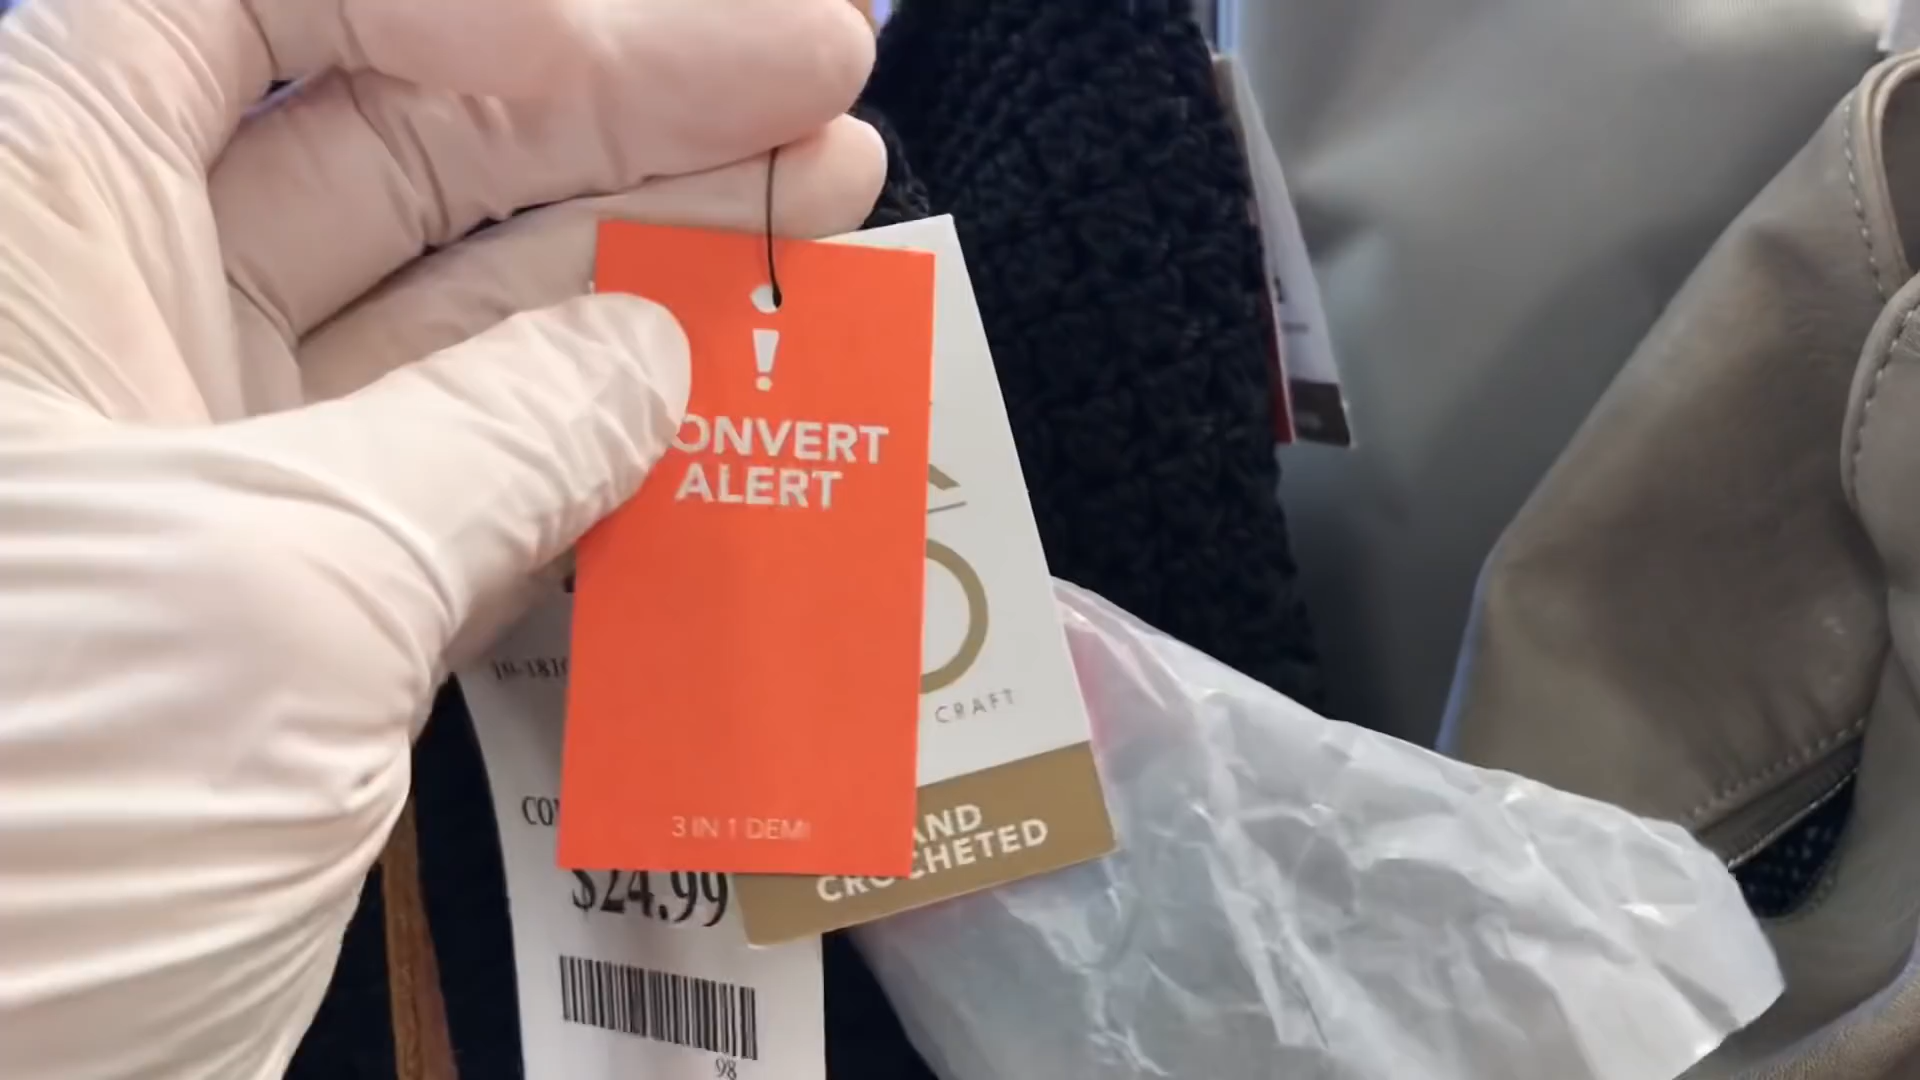 !
ONVERT
ALERT
3 IN 1 DEMI
CRAFT
AND
CROCHETED
$24.99
98